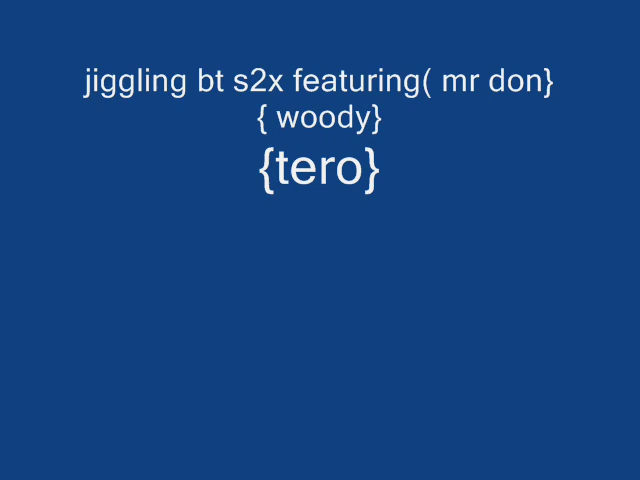 jiggling bt s2x featuring( mr don}
{ woody}
{tero}